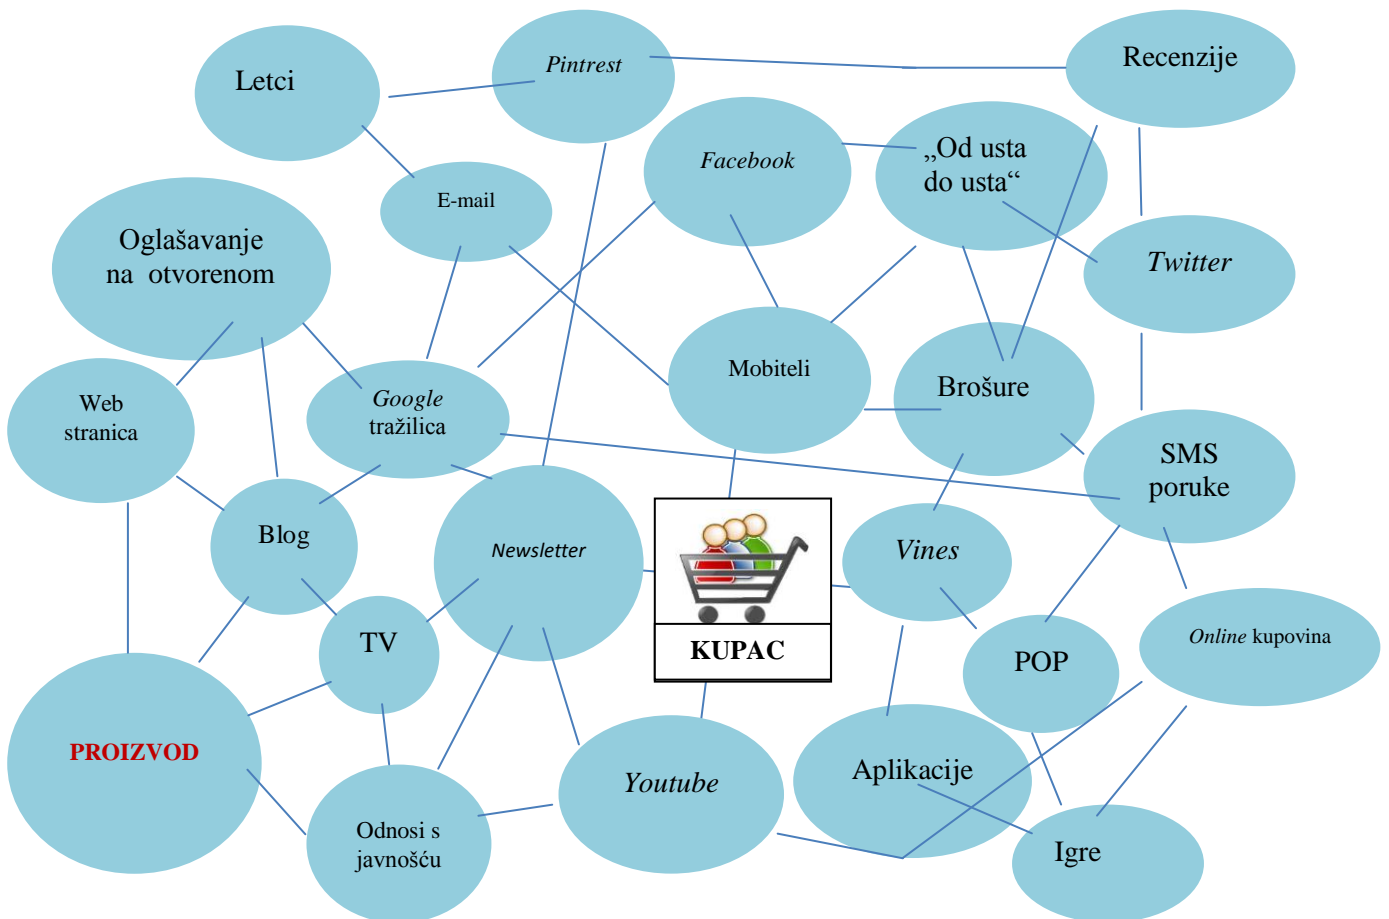 Letci
Pintrest
Recenzije
Facebook
„Od usta
do usta“
E-mail
Oglašavanje
na otvorenom
Twitter
Web
stranica
Google
tražilica
Mobiteli
Brošure
SMS
poruke
Blog
Newsletter
Vines
KUPAC
TV
POP
Online kupovina
PROIZVOD
Odnosi s
javnošću
Youtube
Aplikacije
Igre